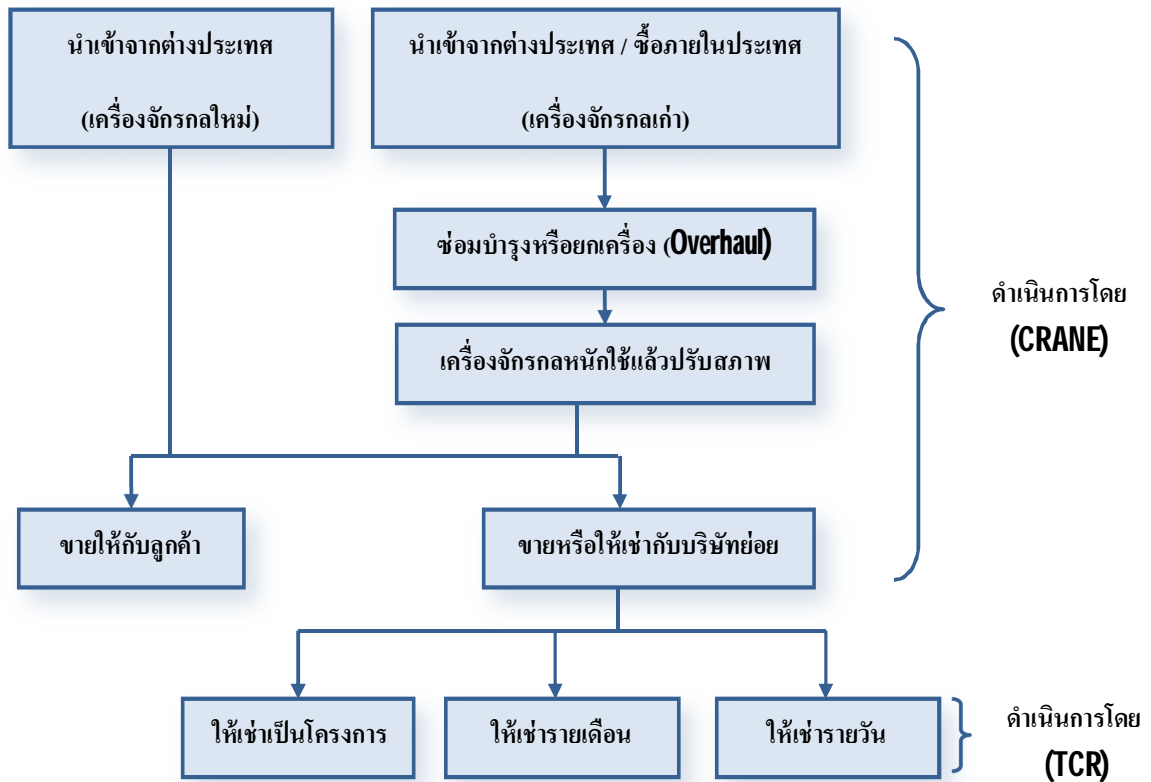 นำเข้าจากต่างประเทศ
(เครื่องจักรกลใหม่)
นำเข้าจากต่างประเทศ / ซื้อภายในประเทศ
(เครื่องจักรกลเก่า)
ซ่อมบำรุงหรือยกเครื่อง (Overhaul)
เครื่องจักรกลหนักใช้แล้วปรับสภาพ
ดำเนินการโดย
(CRANE)
ขายให้กับลูกค้า
ขายหรือให้เช่ากับบริษัทย่อย
ให้เช่าเป็นโครงการ
ให้เช่ารายเดือน
ให้เช่ารายวัน
ดำเนินการโดย
(TCR)